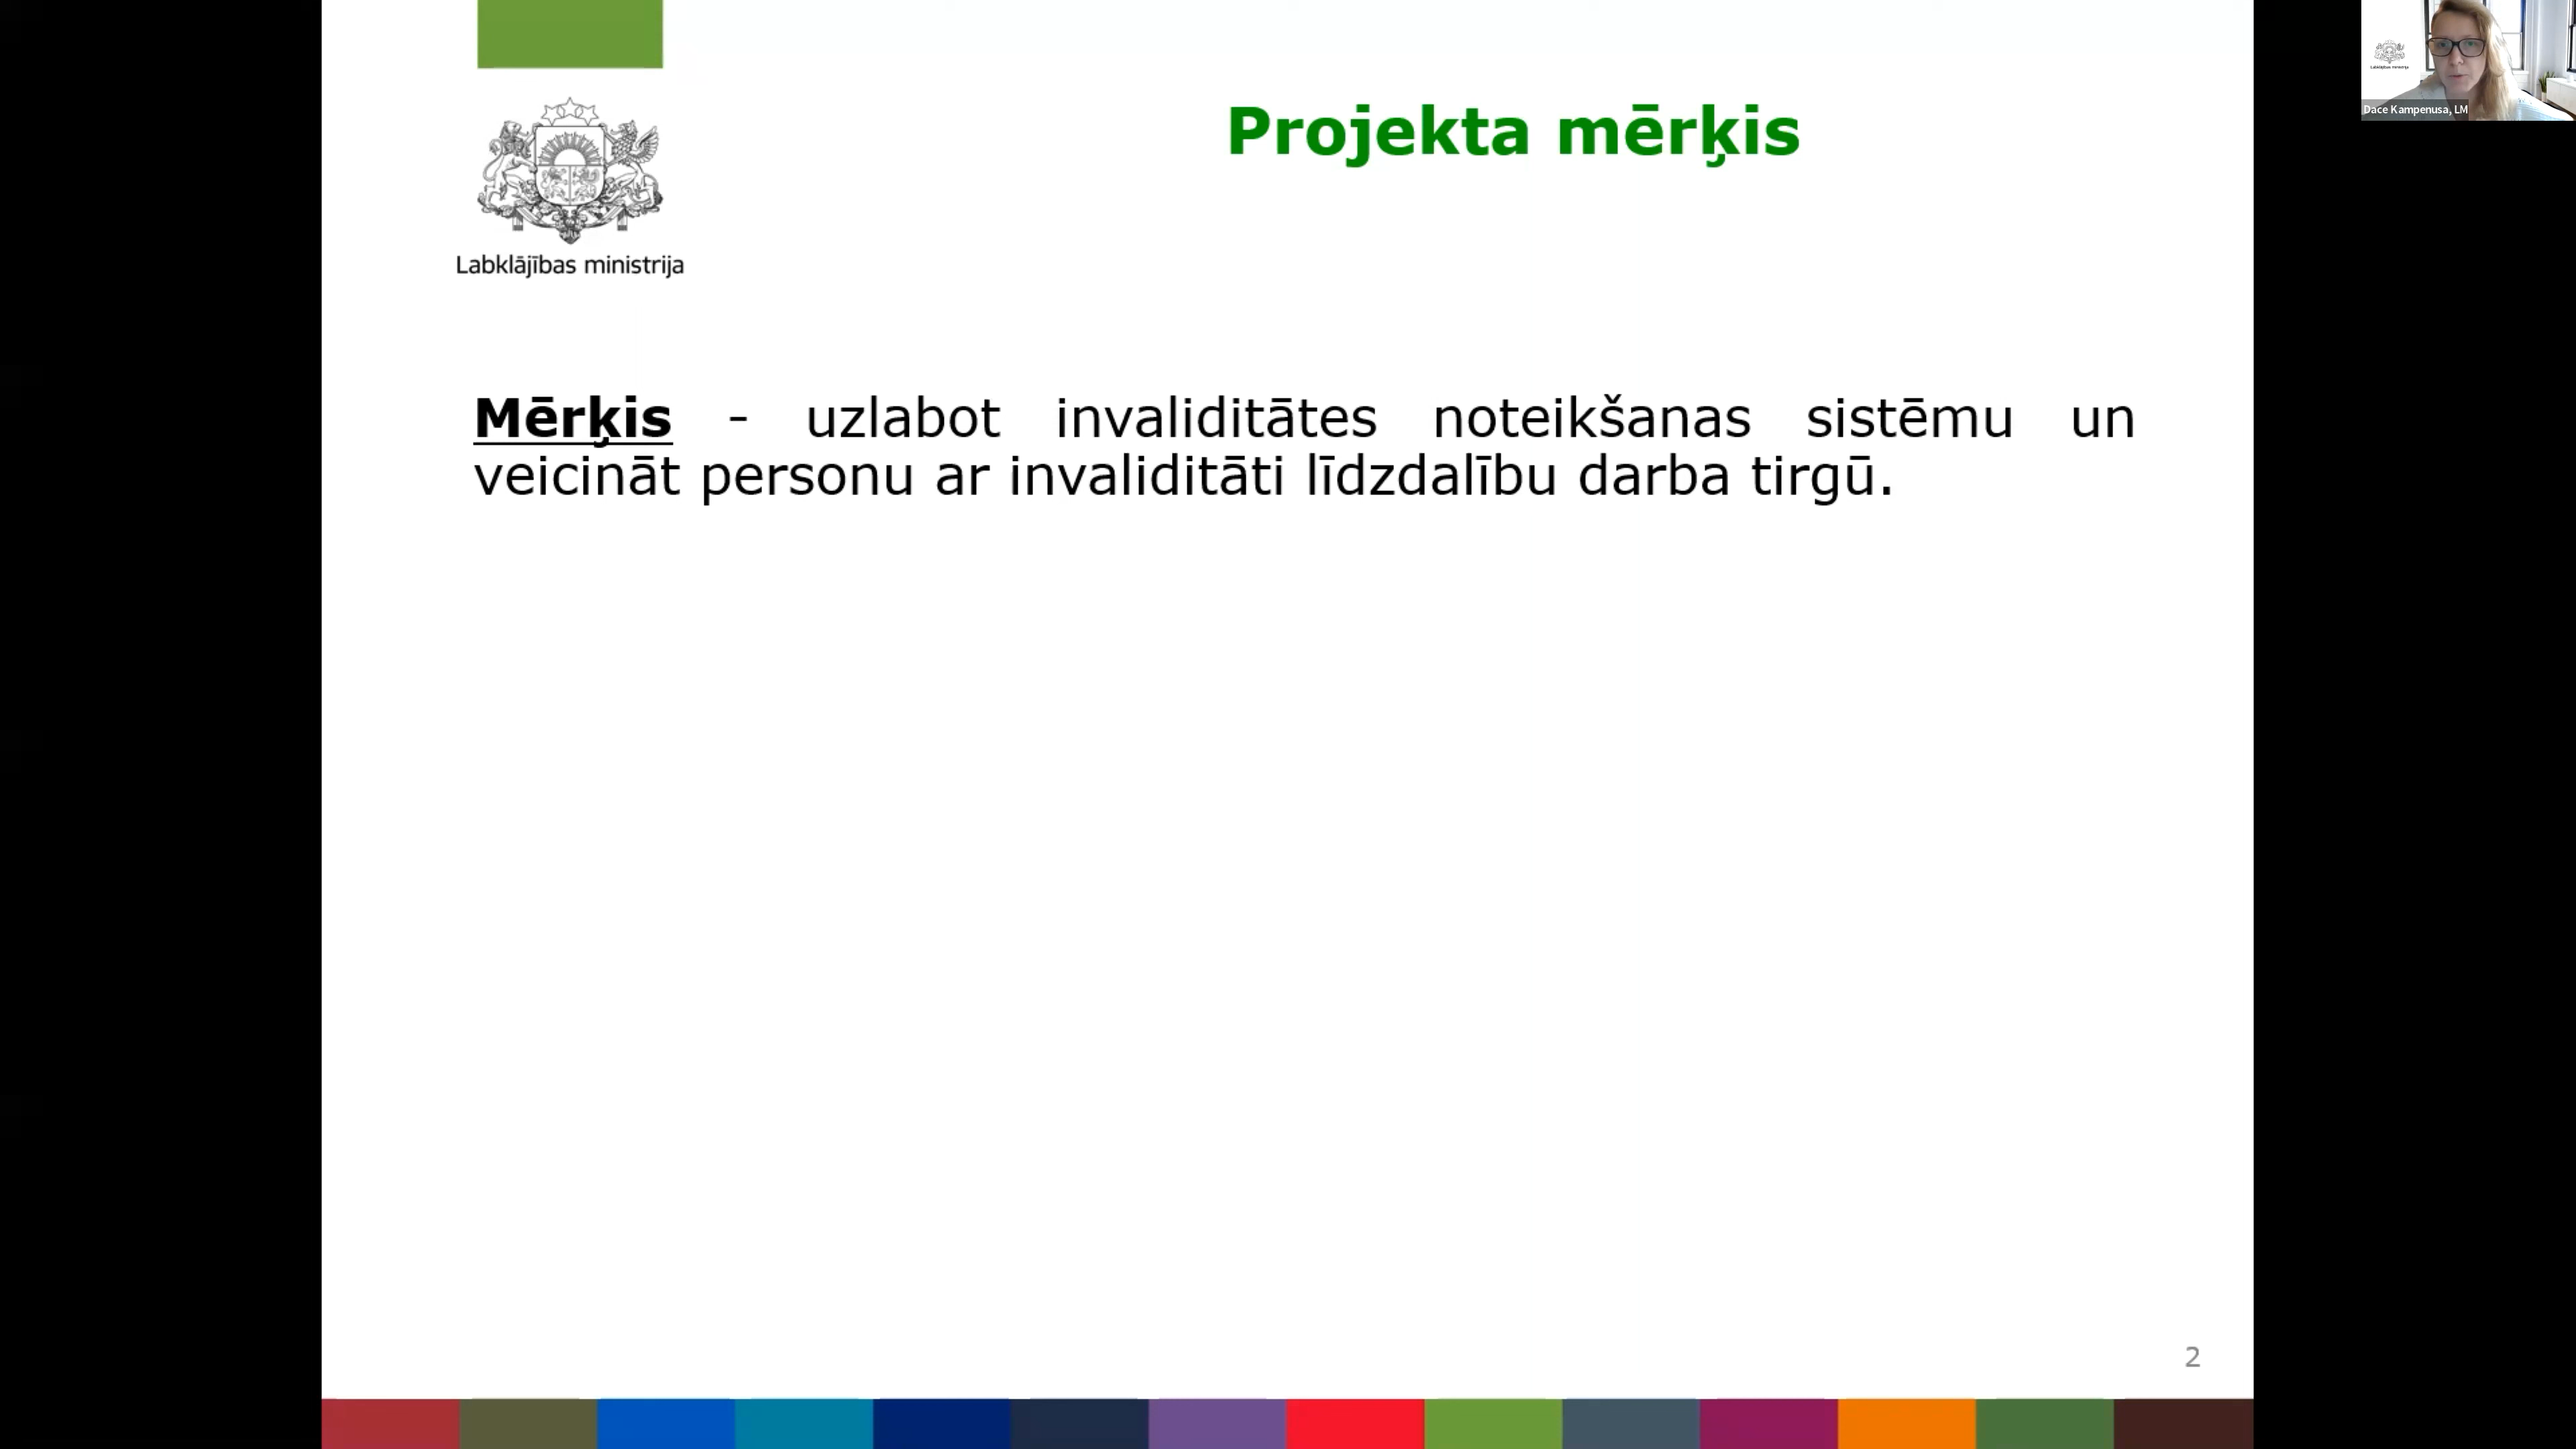 Projekta mērķis
Labklājības ministrija
Mērķis - uzlabot invaliditātes noteikšanas sistēmu un
veicināt personu ar invaliditāti līdzdalību darba tirgū.
2
Dace Kampenusa, LM